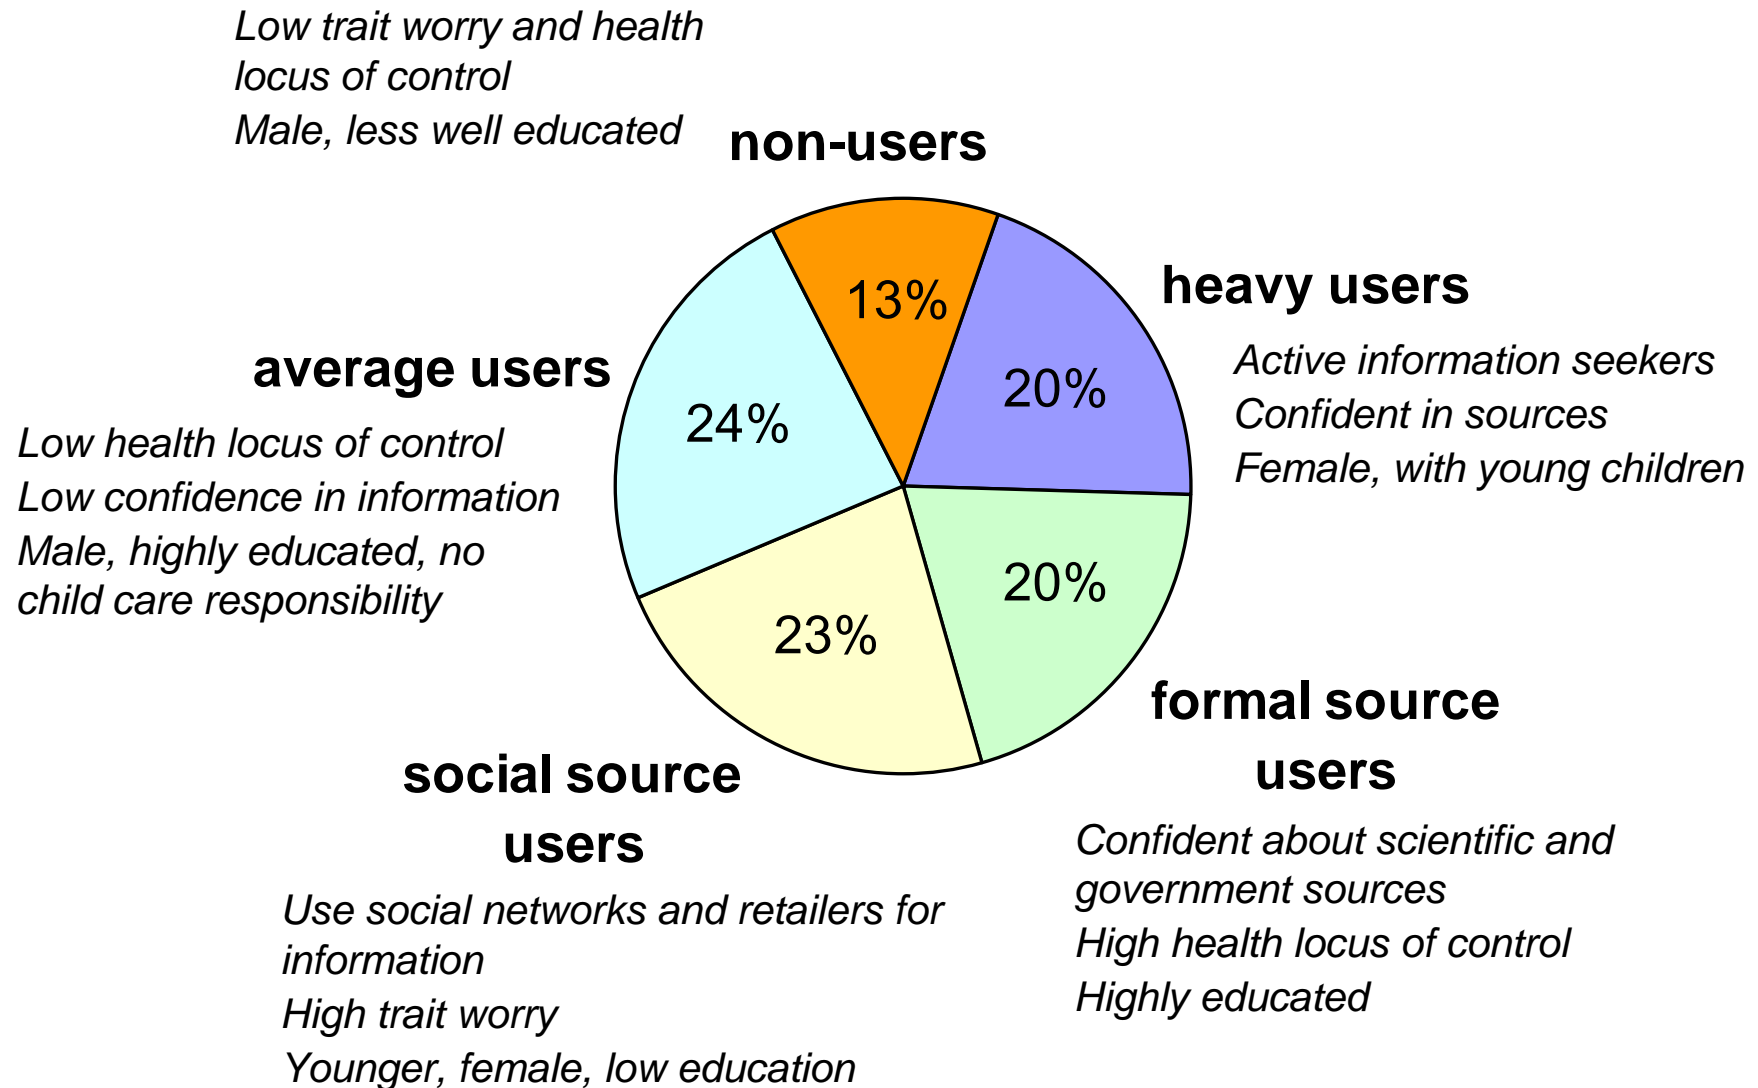 Low trait worry and health
locus of control
Male, less well educated
non-users
13%
heavy users
20%
Active information seekers
Confident in sources
Female, with young children
average users
24%
Low health locus of control
Low confidence in information
Male, highly educated, no
child care responsibility
20%
formal source
users
Confident about scientific and
government sources
High health locus of control
Highly educated
23%
social source
users
Use social networks and retailers for
information
High trait worry
Younger, female, low education